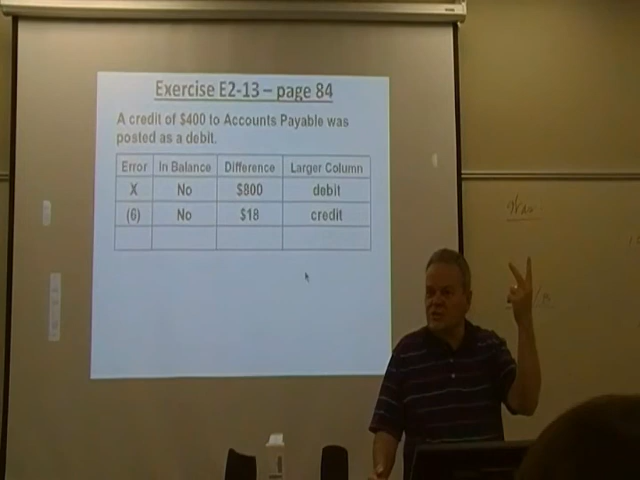 Exercise E2-13 – page 84
A credit of $400 to Accounts Payable was
posted as a debit.
Error In Balance Difference Larger Column
X No $800 debit
(6) No $18 credit